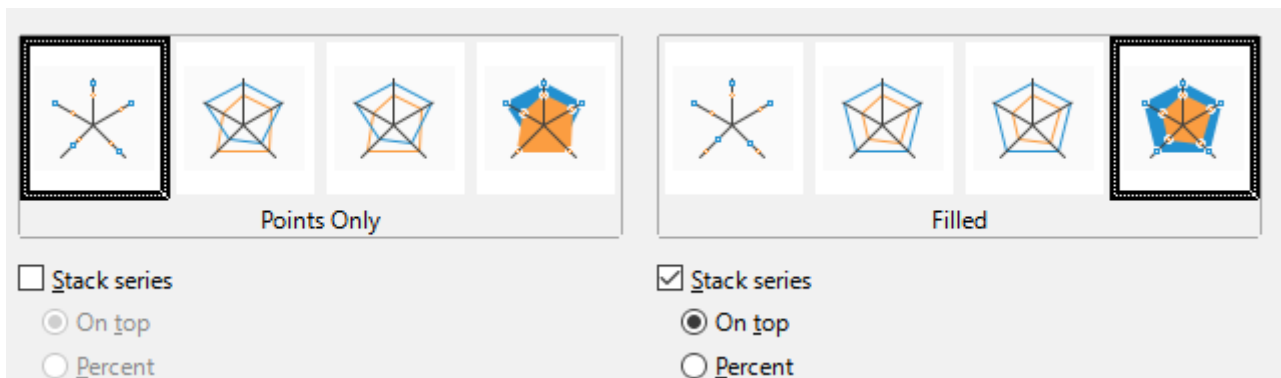 Points Only
Stack series
On top
Percent
Filled
Stack series
On top
Percent